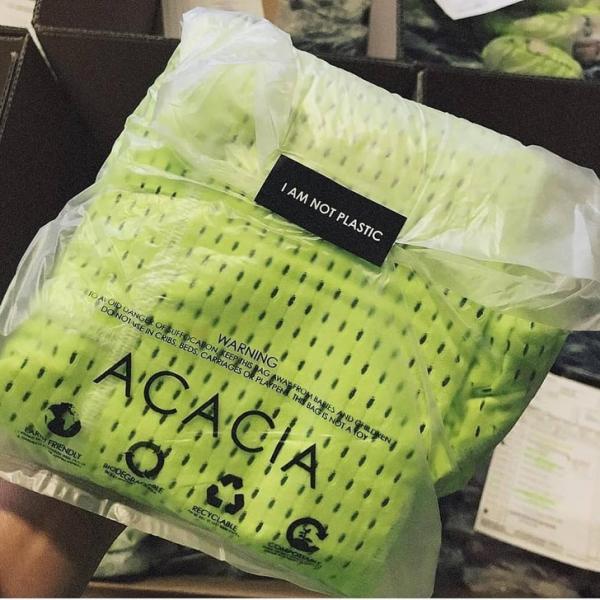 I AM NOT PLASTIC
WARNING
TO AVOID DANGER OF SUFFOCATION, KEEP THIS BAG AWAY FROM BABIES AND CHILDREN
DO NOT USE IN CRIBS, BEDS, CARRIAGES OR PLAYPENS. THIS BAG IS NOT A TOY
ACACIA
EARTH FRIENDLY
BIODEGRADABLE
RECYCLABLE
COMPOSTABLE